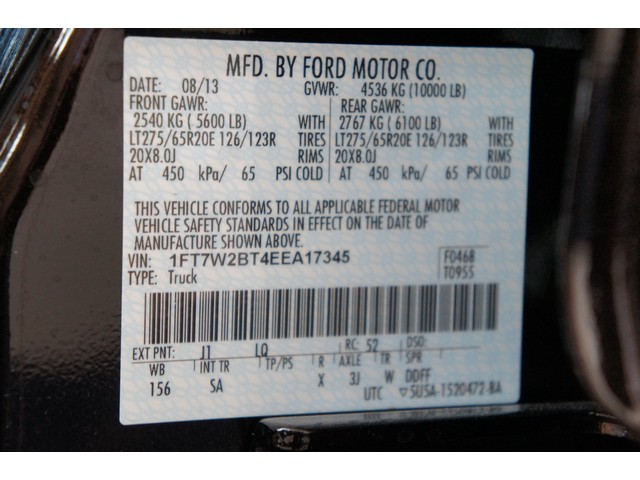 MFD. BY FORD MOTOR CO.
DATE: 08/13 GVWR: 4536 KG (10000 LB)
FRONT GAWR: REAR GAWR:
2540 KG ( 5600 LB) WITH 2767 KG ( 6100 LB) WITH
LT275/65R20E 126/123R TIRES LT275/65R20E 126/123R TIRES
20X8.0J RIMS 20X8.0J RIMS
AT 450 kPa/ 65 PSI COLD AT 450 kPa/ 65 PSI COLD
THIS VEHICLE CONFORMS TO ALL APPLICABLE FEDERAL MOTOR
VEHICLE SAFETY STANDARDS IN EFFECT ON THE DATE OF
MANUFACTURE SHOWN ABOVE.
VIN: 1FT7W2BT4EEA17345 F0468
TYPE: Truck T0955
EXT PNT: J1 LQ RC: 52 DSO:
WB INT TR TP/PS R AXLE TR SPR
156 SA X 3J W DDFF
UTC ▽5U5A-1520472-BA